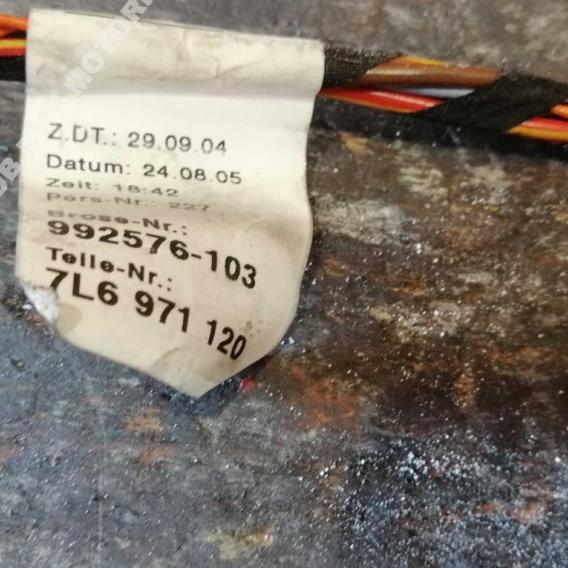 Z.DT.: 29.09.04
Datum: 24.08.05
Zeit: 18:42
Pers-Nr.: 227
Brose-Nr.:
992576-103
Teile-Nr.:
7L6 971 120